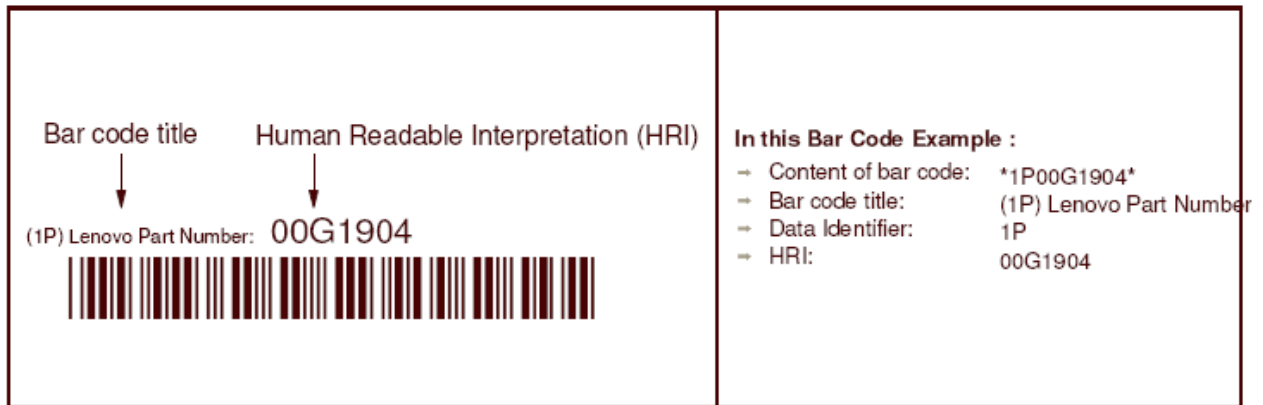 Bar code title
Human Readable Interpretation (HRI)
(1P) Lenovo Part Number: 00G1904
In this Bar Code Example :
→ Content of bar code: *1P00G1904*
→ Bar code title: (1P) Lenovo Part Number
→ Data Identifier: 1P
→ HRI: 00G1904